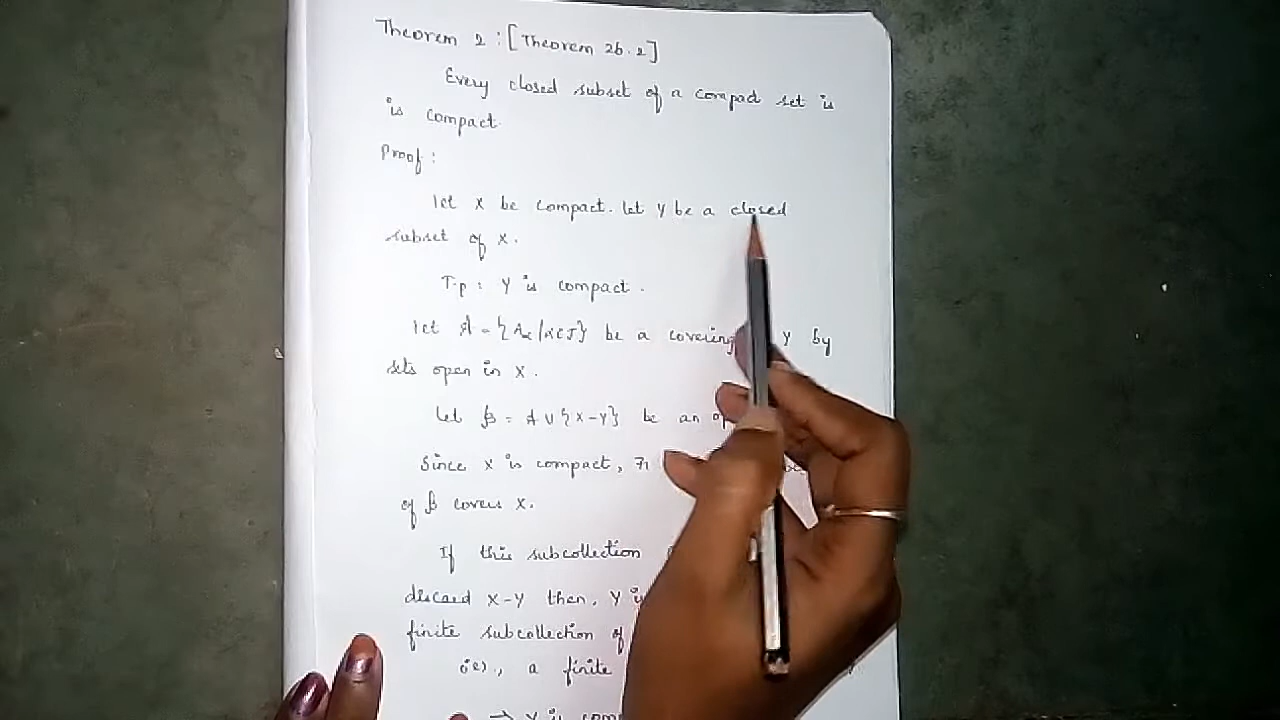 Theorem 2 : [Theorem 26.2]
Every closed subset of a compact set is
is compact.
Proof :
let X be compact. let Y be a closed
subset of X.
T.p : Y is compact.
let A = {Aα / α∈J} be a covering Y by
sets open in X.
Let β = A ∪ {X-Y} be an
Since X is compact,
of β covers X.
If this subcollection
discard X-Y then, Y
finite subcollection of
(ie)., a finite
→ Y is